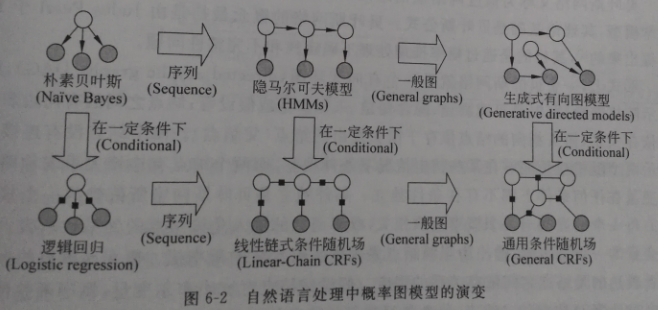 朴素贝叶斯
(Naïve Bayes)
序列
(Sequence)
隐马尔可夫模型
(HMMs)
一般图
(General graphs)
生成式有向图模型
(Generative directed models)
在一定条件下
(Conditional)
在一定条件下
(Conditional)
在一定条件下
(Conditional)
逻辑回归
(Logistic regression)
序列
(Sequence)
线性链式条件随机场
(Linear-Chain CRFs)
一般图
(General graphs)
通用条件随机场
(General CRFs)
图 6-2 自然语言处理中概率图模型的演变